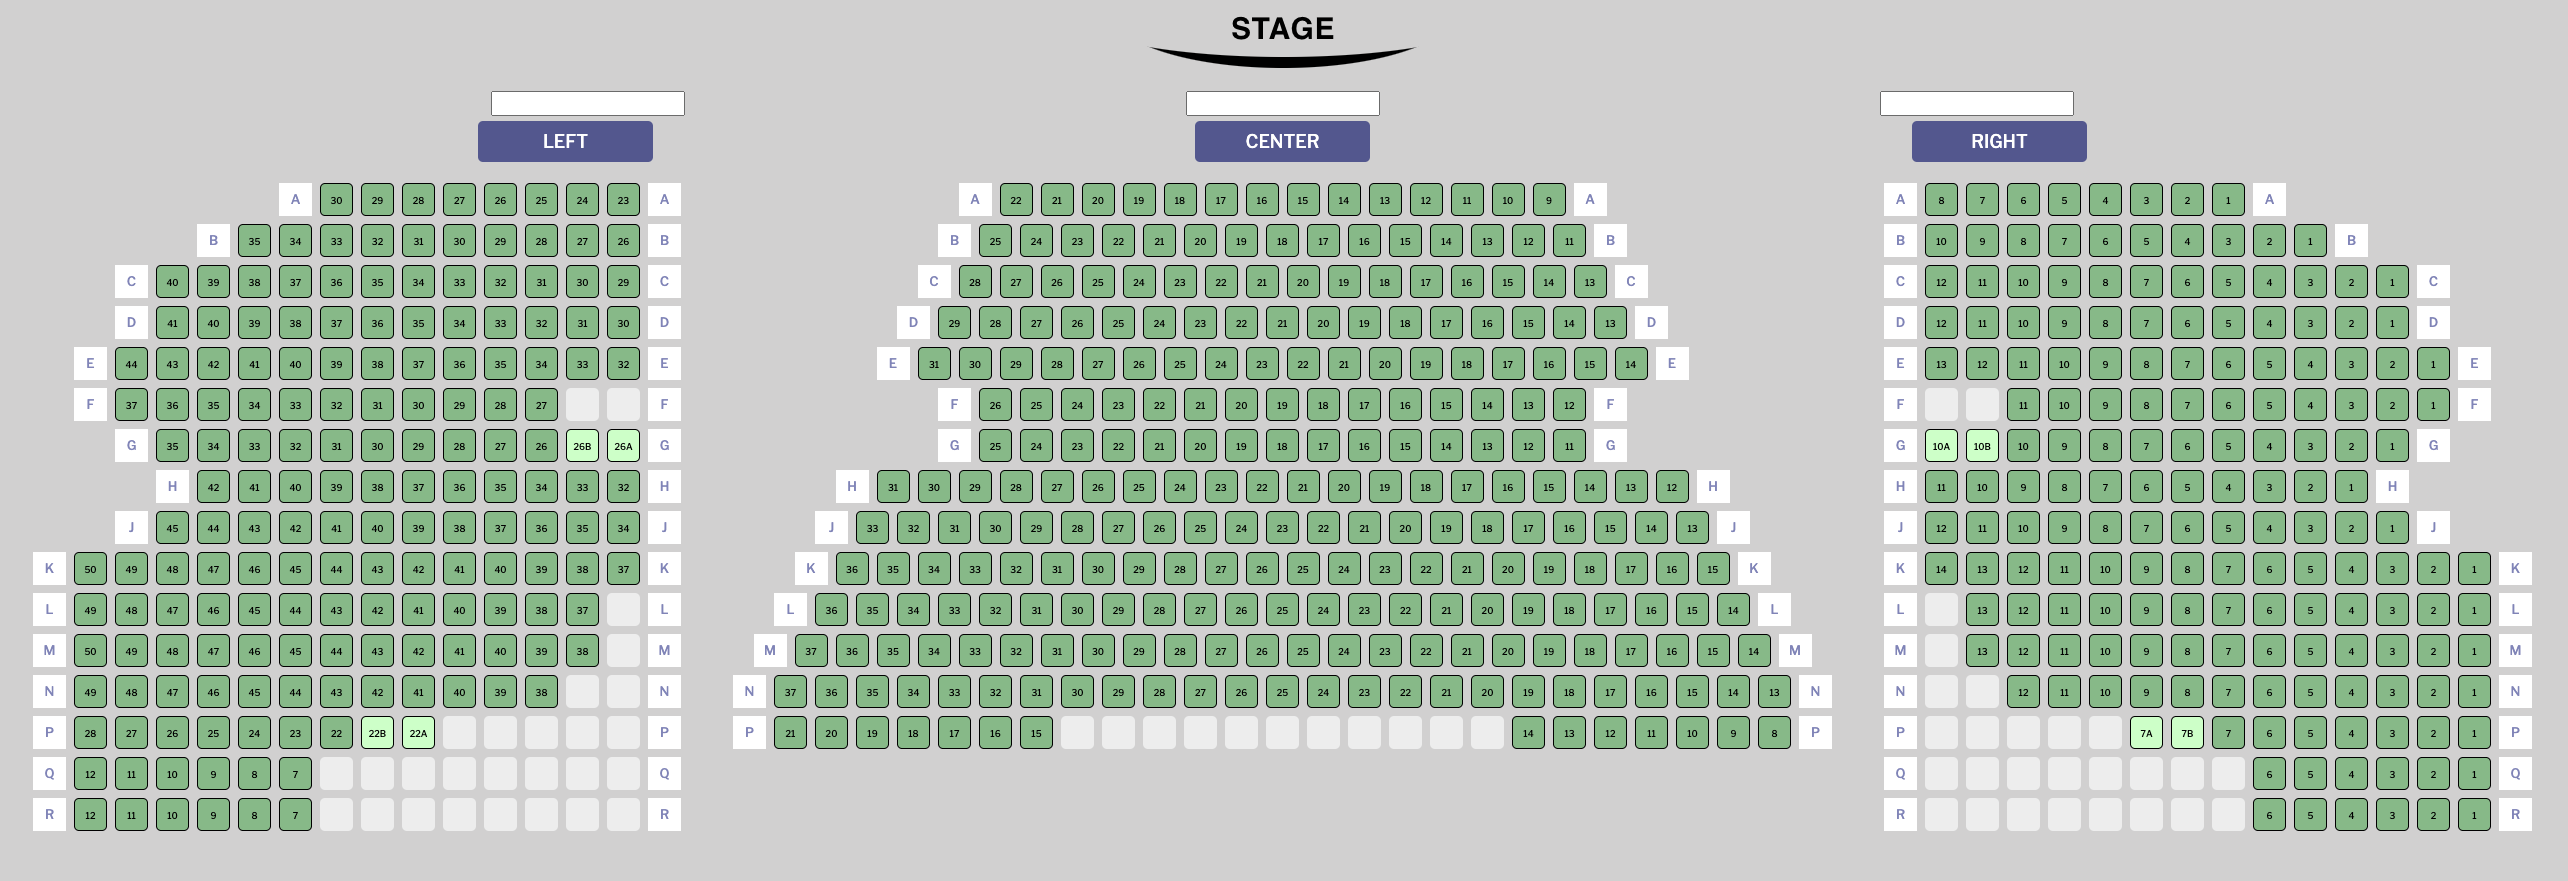 STAGE
LEFT CENTER RIGHT
A 30 29 28 27 26 25 24 23 A A 22 21 20 19 18 17 16 15 14 13 12 11 10 9 A A 8 7 6 5 4 3 2 1 A
B 35 34 33 32 31 30 29 28 27 26 B B 25 24 23 22 21 20 19 18 17 16 15 14 13 12 11 B B 10 9 8 7 6 5 4 3 2 1 B
C 40 39 38 37 36 35 34 33 32 31 30 29 C C 28 27 26 25 24 23 22 21 20 19 18 17 16 15 14 13 C C 12 11 10 9 8 7 6 5 4 3 2 1 C
D 41 40 39 38 37 36 35 34 33 32 31 30 D D 29 28 27 26 25 24 23 22 21 20 19 18 17 16 15 14 13 D D 12 11 10 9 8 7 6 5 4 3 2 1 D
E 44 43 42 41 40 39 38 37 36 35 34 33 32 E E 31 30 29 28 27 26 25 24 23 22 21 20 19 18 17 16 15 14 E E 13 12 11 10 9 8 7 6 5 4 3 2 1 E
F 37 36 35 34 33 32 31 30 29 28 27 F F 26 25 24 23 22 21 20 19 18 17 16 15 14 13 12 F F 11 10 9 8 7 6 5 4 3 2 1 F
G 35 34 33 32 31 30 29 28 27 26 26B 26A G G 25 24 23 22 21 20 19 18 17 16 15 14 13 12 11 G G 10A 10B 10 9 8 7 6 5 4 3 2 1 G
H 42 41 40 39 38 37 36 35 34 33 32 H H 31 30 29 28 27 26 25 24 23 22 21 20 19 18 17 16 15 14 13 12 H H 11 10 9 8 7 6 5 4 3 2 1 H
J 45 44 43 42 41 40 39 38 37 36 35 34 J J 33 32 31 30 29 28 27 26 25 24 23 22 21 20 19 18 17 16 15 14 13 J J 12 11 10 9 8 7 6 5 4 3 2 1 J
K 50 49 48 47 46 45 44 43 42 41 40 39 38 37 K K 36 35 34 33 32 31 30 29 28 27 26 25 24 23 22 21 20 19 18 17 16 15 K K 14 13 12 11 10 9 8 7 6 5 4 3 2 1 K
L 49 48 47 46 45 44 43 42 41 40 39 38 37 L L 36 35 34 33 32 31 30 29 28 27 26 25 24 23 22 21 20 19 18 17 16 15 14 L L 13 12 11 10 9 8 7 6 5 4 3 2 1 L
M 50 49 48 47 46 45 44 43 42 41 40 39 38 M M 37 36 35 34 33 32 31 30 29 28 27 26 25 24 23 22 21 20 19 18 17 16 15 14 M M 13 12 11 10 9 8 7 6 5 4 3 2 1 M
N 49 48 47 46 45 44 43 42 41 40 39 38 N N 37 36 35 34 33 32 31 30 29 28 27 26 25 24 23 22 21 20 19 18 17 16 15 14 13 N N 12 11 10 9 8 7 6 5 4 3 2 1 N
P 28 27 26 25 24 23 22 22B 22A P P 21 20 19 18 17 16 15 14 13 12 11 10 9 8 P P 7A 7B 7 6 5 4 3 2 1 P
Q 12 11 10 9 8 7 Q Q 6 5 4 3 2 1 Q
R 12 11 10 9 8 7 R R 6 5 4 3 2 1 R